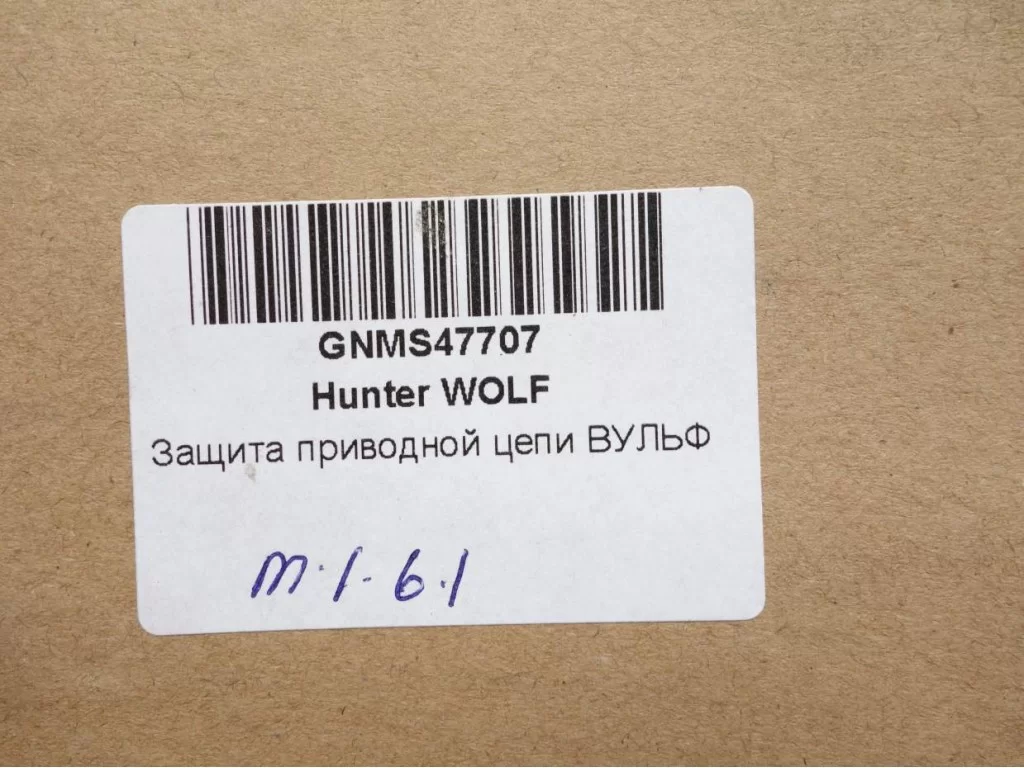 GNMS47707
Hunter WOLF
Защита приводной цепи ВУЛЬФ
m.1.6.1